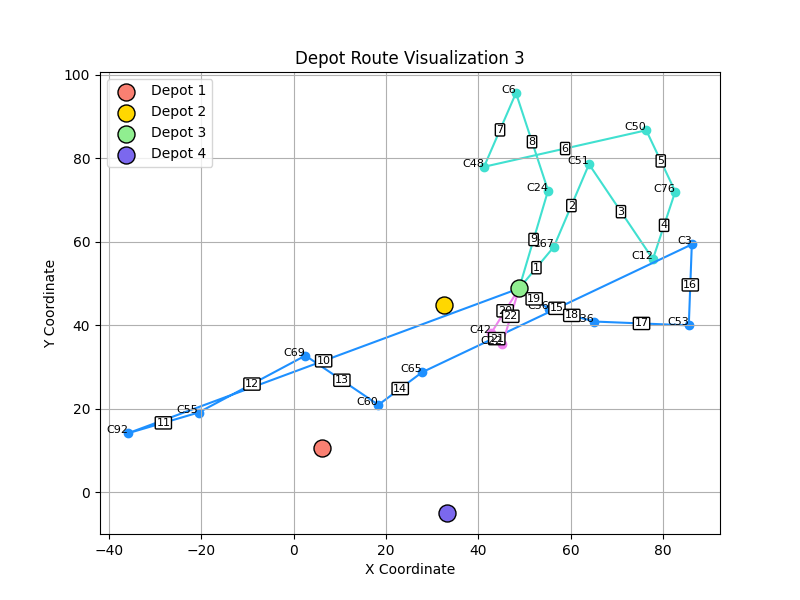 Depot Route Visualization 3
Depot 1
Depot 2
Depot 3
Depot 4
100
80
60
40
20
0
−40
−20
0
20
40
60
80
X Coordinate
Y Coordinate
C6
7
8
C50
6
C51
5
C48
C24
C76
2
3
4
9
C67
C3
1
C12
16
19
20
15
22
18
C36
17
C53
C42
21
C69
10
13
C65
12
14
C60
C55
11
C92